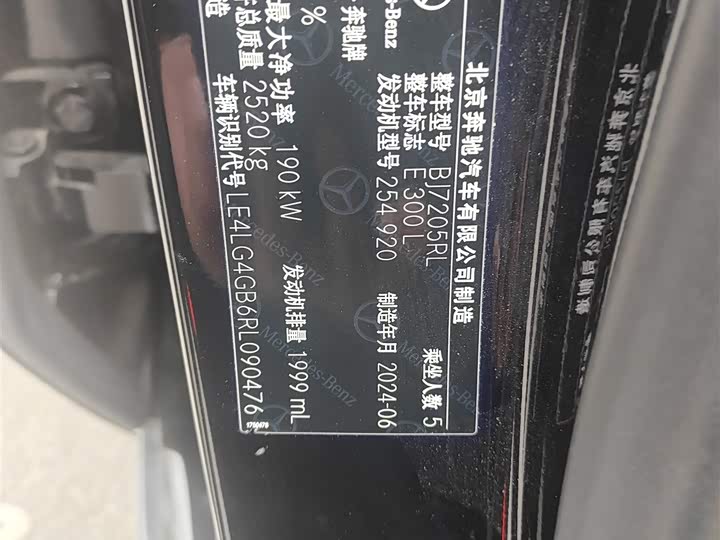 北京奔驰汽车有限公司制造
奔驰牌
整车型号 BJ7205RL 乘坐人数 5
整车标志 E 300 L
发动机型号 254 920 制造年月 2024-06
最大净功率 190 kW 发动机排量 1999 mL
总质量 2520 kg
车辆识别代号 LE4LG4GB6RL090476
Mercedes-Benz